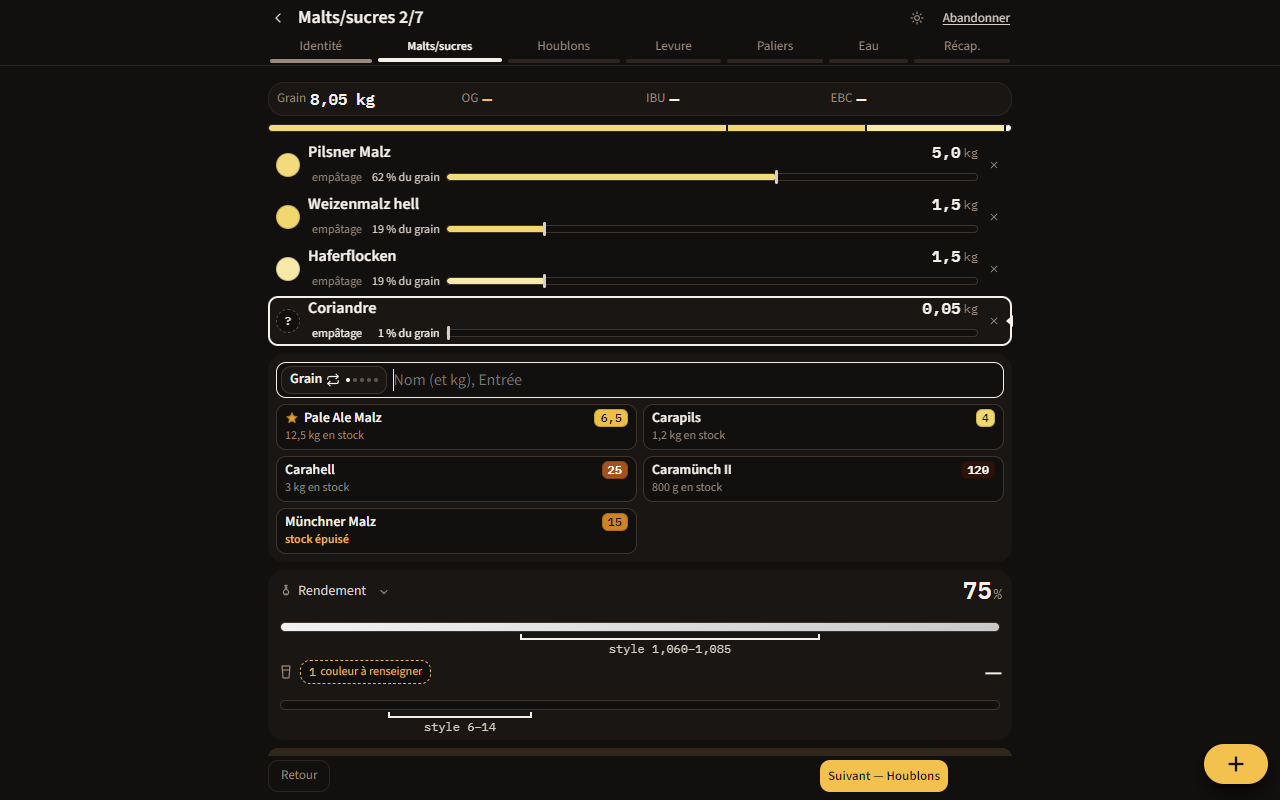 Malts/sucres 2/7
Abandonner
Identité
Malts/sucres
Houblons
Levure
Paliers
Eau
Récap.
Grain 8,05 kg
OG —
IBU —
EBC —
Pilsner Malz
5,0 kg
empâtage 62 % du grain
×
Weizenmalz hell
1,5 kg
empâtage 19 % du grain
×
Haferflocken
1,5 kg
empâtage 19 % du grain
×
?
Coriandre
0,05 kg
empâtage 1 % du grain
×
Grain
Nom (et kg), Entrée
Pale Ale Malz 6,5
12,5 kg en stock
Carapils 4
1,2 kg en stock
Carahell 25
3 kg en stock
Caramünch II 120
800 g en stock
Münchner Malz 15
stock épuisé
Rendement
75 %
style 1,060–1,085
1 couleur à renseigner
—
style 6–14
Retour
Suivant — Houblons
+